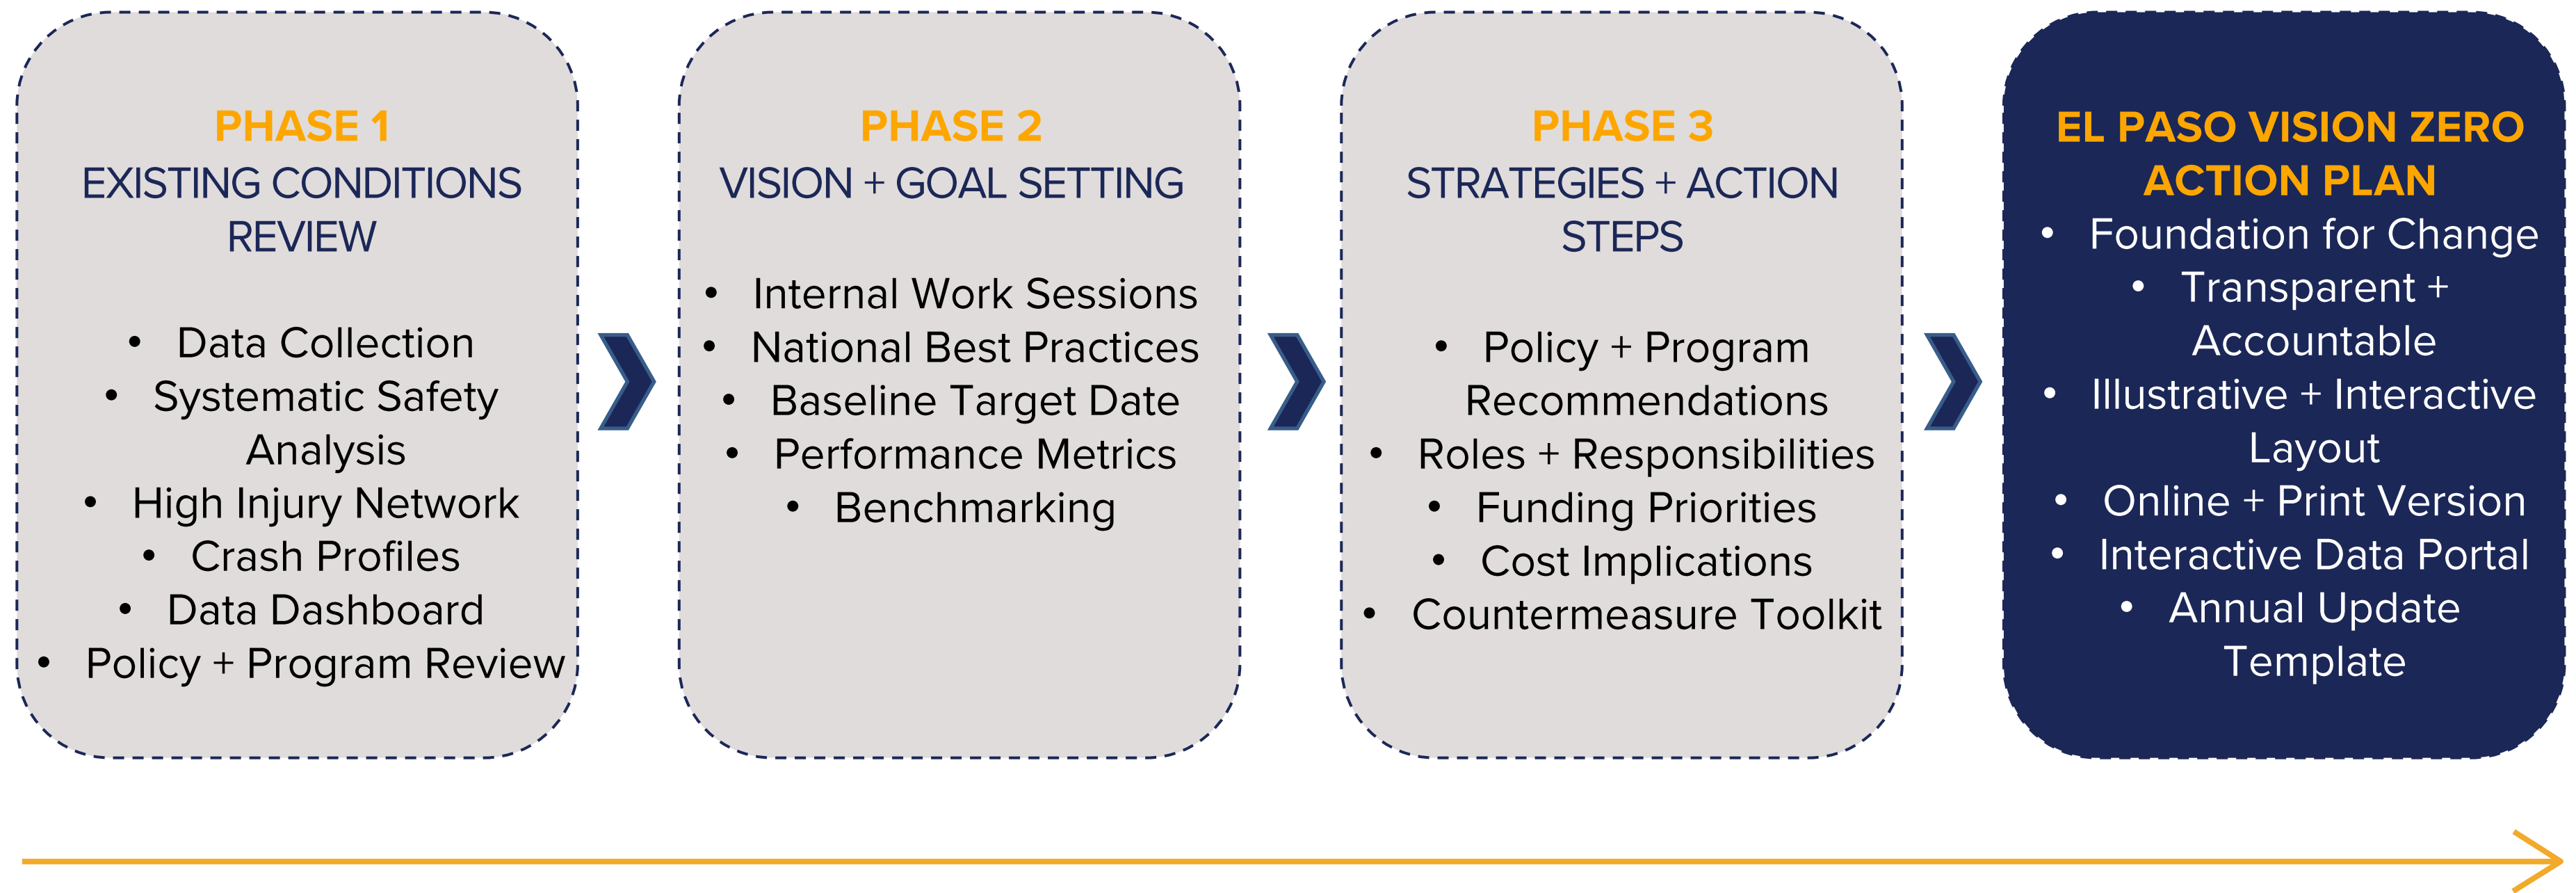 PHASE 1
EXISTING CONDITIONS
REVIEW
• Data Collection
• Systematic Safety
Analysis
• High Injury Network
• Crash Profiles
• Data Dashboard
• Policy + Program Review
PHASE 2
VISION + GOAL SETTING
• Internal Work Sessions
• National Best Practices
• Baseline Target Date
• Performance Metrics
• Benchmarking
PHASE 3
STRATEGIES + ACTION
STEPS
• Policy + Program
Recommendations
• Roles + Responsibilities
• Funding Priorities
• Cost Implications
• Countermeasure Toolkit
EL PASO VISION ZERO
ACTION PLAN
• Foundation for Change
• Transparent +
Accountable
• Illustrative + Interactive
Layout
• Online + Print Version
• Interactive Data Portal
• Annual Update
Template